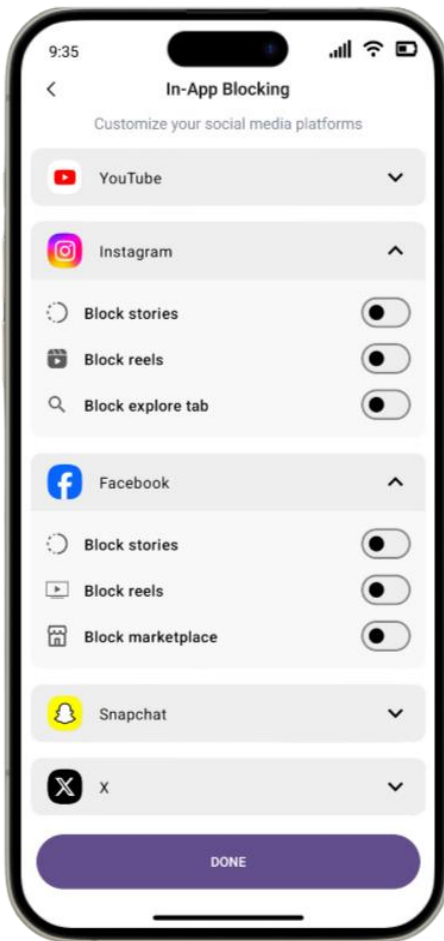 9:35
In-App Blocking
Customize your social media platforms
YouTube
Instagram
Block stories
Block reels
Block explore tab
Facebook
Block stories
Block reels
Block marketplace
Snapchat
X
DONE